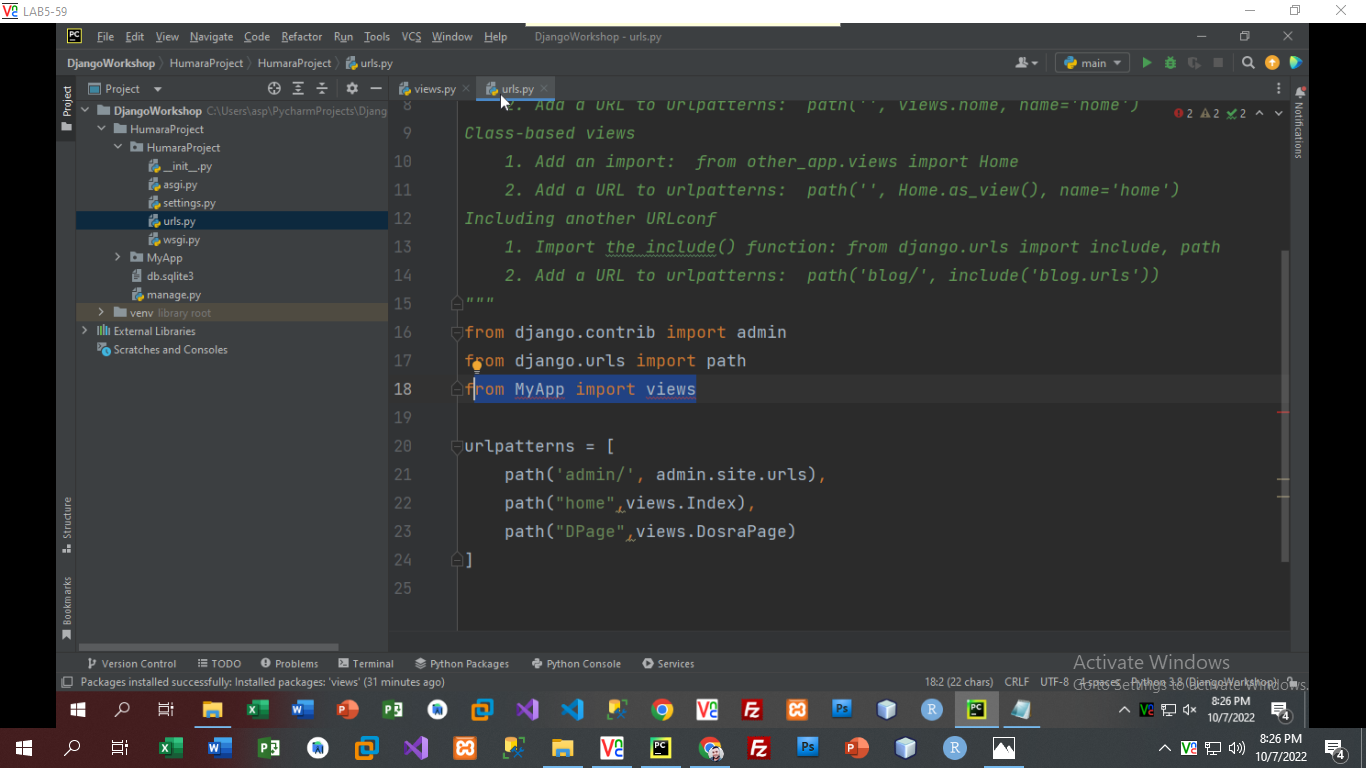 LAB5-59
File Edit View Navigate Code Refactor Run Tools VCS Window Help DjangoWorkshop - urls.py
DjangoWorkshop HumaraProject HumaraProject urls.py main
Project
Project
views.py
urls.py
DjangoWorkshop C:\Users\asp\PycharmProjects\Django
HumaraProject
HumaraProject
__init__.py
asgi.py
settings.py
urls.py
wsgi.py
MyApp
db.sqlite3
manage.py
venv library root
External Libraries
Scratches and Consoles
Structure
Bookmarks
Notifications
2 2 2
8 2. Add a URL to urlpatterns: path('', views.home, name='home')
9 Class-based views
10 1. Add an import: from other_app.views import Home
11 2. Add a URL to urlpatterns: path('', Home.as_view(), name='home')
12 Including another URLconf
13 1. Import the include() function: from django.urls import include, path
14 2. Add a URL to urlpatterns: path('blog/', include('blog.urls'))
15 """
16 from django.contrib import admin
17 from django.urls import path
18 from MyApp import views
19
20 urlpatterns = [
21 path('admin/', admin.site.urls),
22 path("home",views.Index),
23 path("DPage",views.DosraPage)
24 ]
25
Version Control TODO Problems Terminal Python Packages Python Console Services
Activate Windows
Go to Settings to activate Windows.
Packages installed successfully: Installed packages: 'views' (31 minutes ago) 18:2 (22 chars) CRLF UTF-8 4 spaces Python 3.8 (DjangoWorkshop)
8:26 PM
10/7/2022
4
8:26 PM
10/7/2022
4